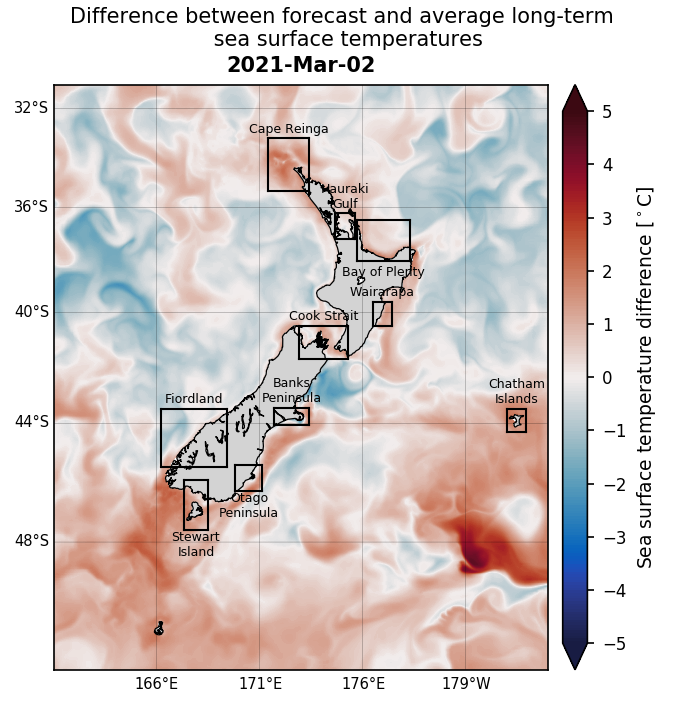 Difference between forecast and average long-term
sea surface temperatures
2021-Mar-02
32°S
36°S
40°S
44°S
48°S
Cape Reinga
Hauraki
Gulf
Bay of Plenty
Wairarapa
Cook Strait
Banks
Peninsula
Fiordland
Chatham
Islands
Otago
Peninsula
Stewart
Island
166°E
171°E
176°E
179°W
5
4
3
2
1
0
−1
−2
−3
−4
−5
Sea surface temperature difference [°C]